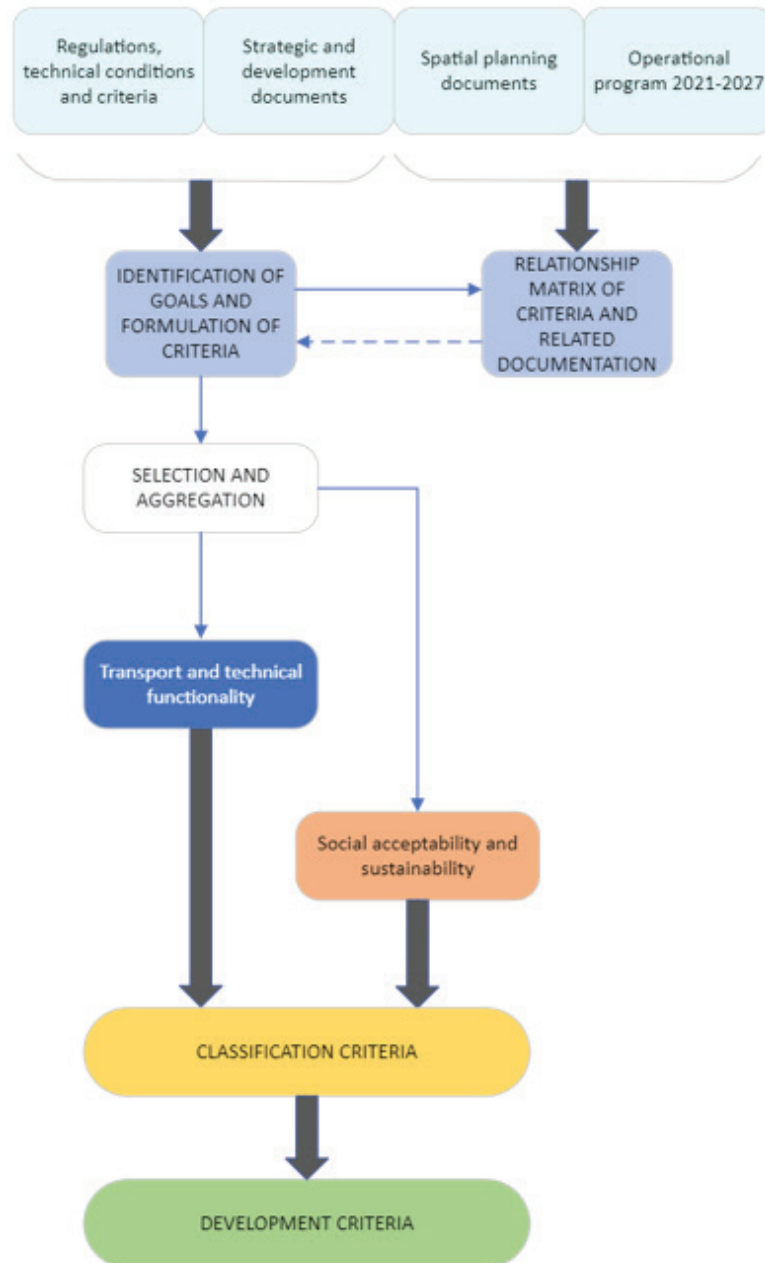 Regulations,
technical conditions
and criteria
Strategic and
development
documents
Spatial planning
documents
Operational
program 2021-2027
IDENTIFICATION OF
GOALS AND
FORMULATION OF
CRITERIA
RELATIONSHIP
MATRIX OF
CRITERIA AND
RELATED
DOCUMENTATION
SELECTION AND
AGGREGATION
Transport and technical
functionality
Social acceptability and
sustainability
CLASSIFICATION CRITERIA
DEVELOPMENT CRITERIA